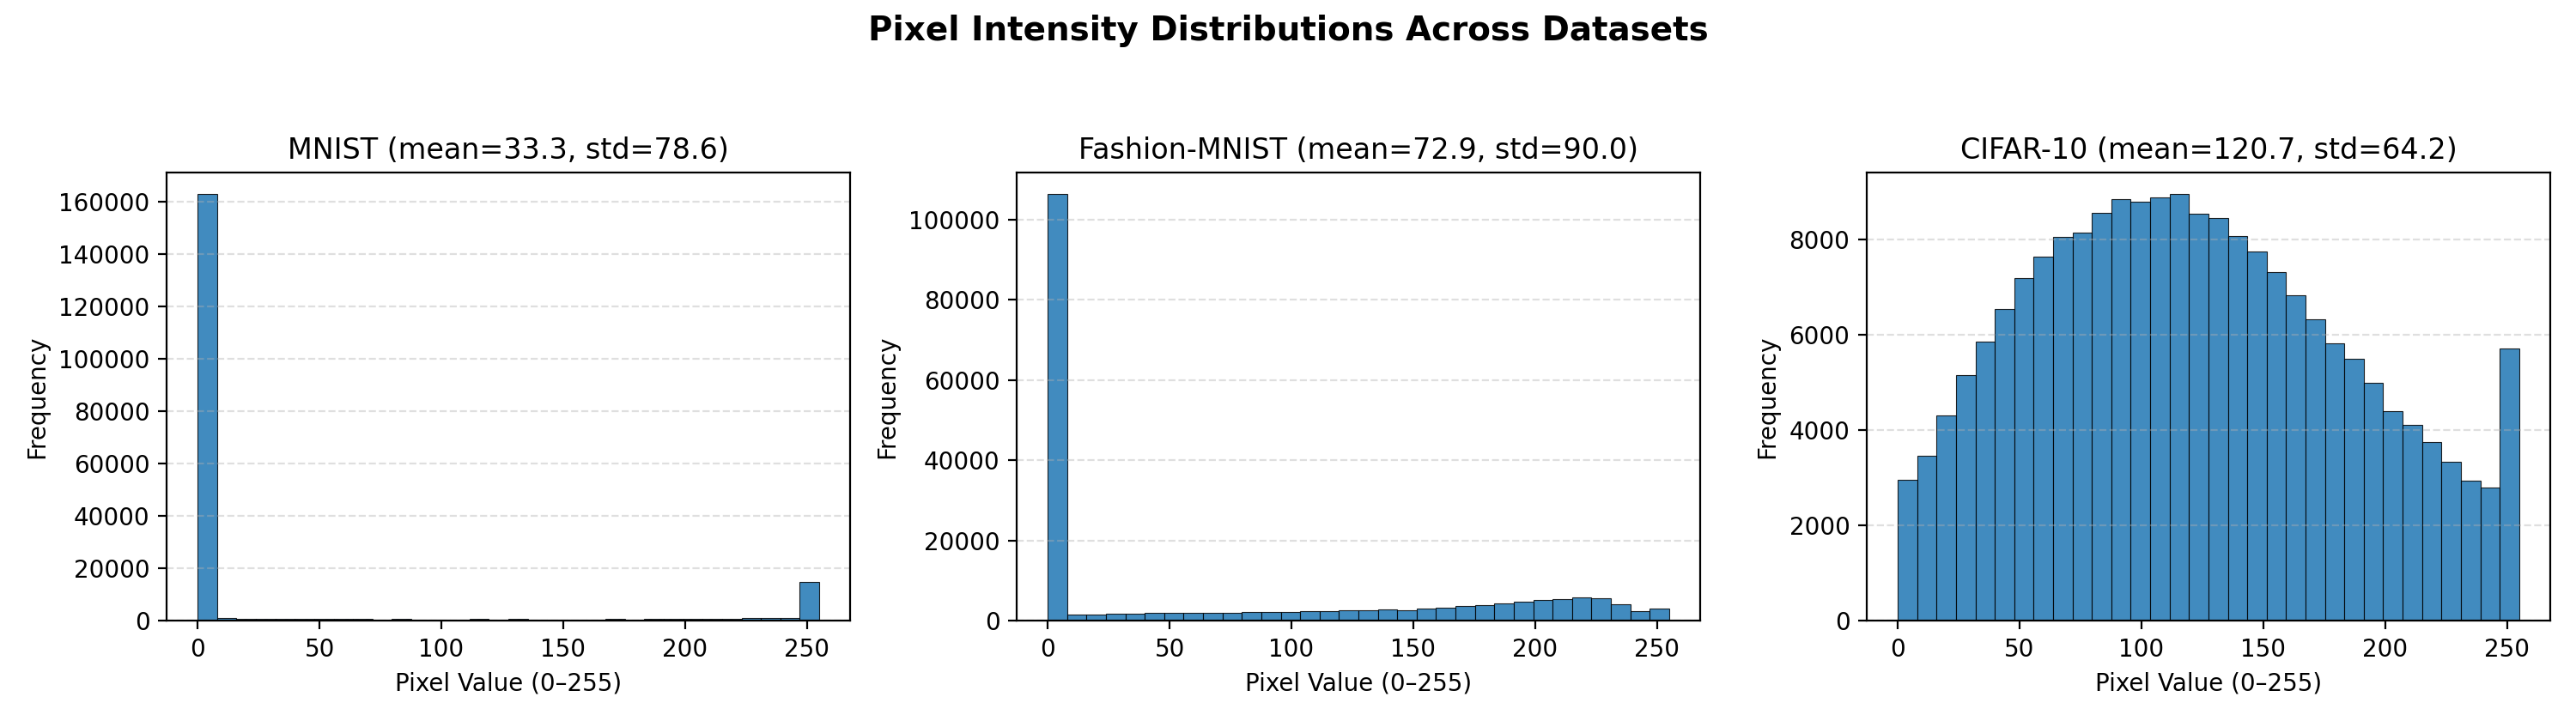 Pixel Intensity Distributions Across Datasets
MNIST (mean=33.3, std=78.6)
160000
140000
120000
100000
80000
60000
40000
20000
0
Frequency
0 50 100 150 200 250
Pixel Value (0–255)
Fashion-MNIST (mean=72.9, std=90.0)
100000
80000
60000
40000
20000
0
Frequency
0 50 100 150 200 250
Pixel Value (0–255)
CIFAR-10 (mean=120.7, std=64.2)
8000
6000
4000
2000
0
Frequency
0 50 100 150 200 250
Pixel Value (0–255)